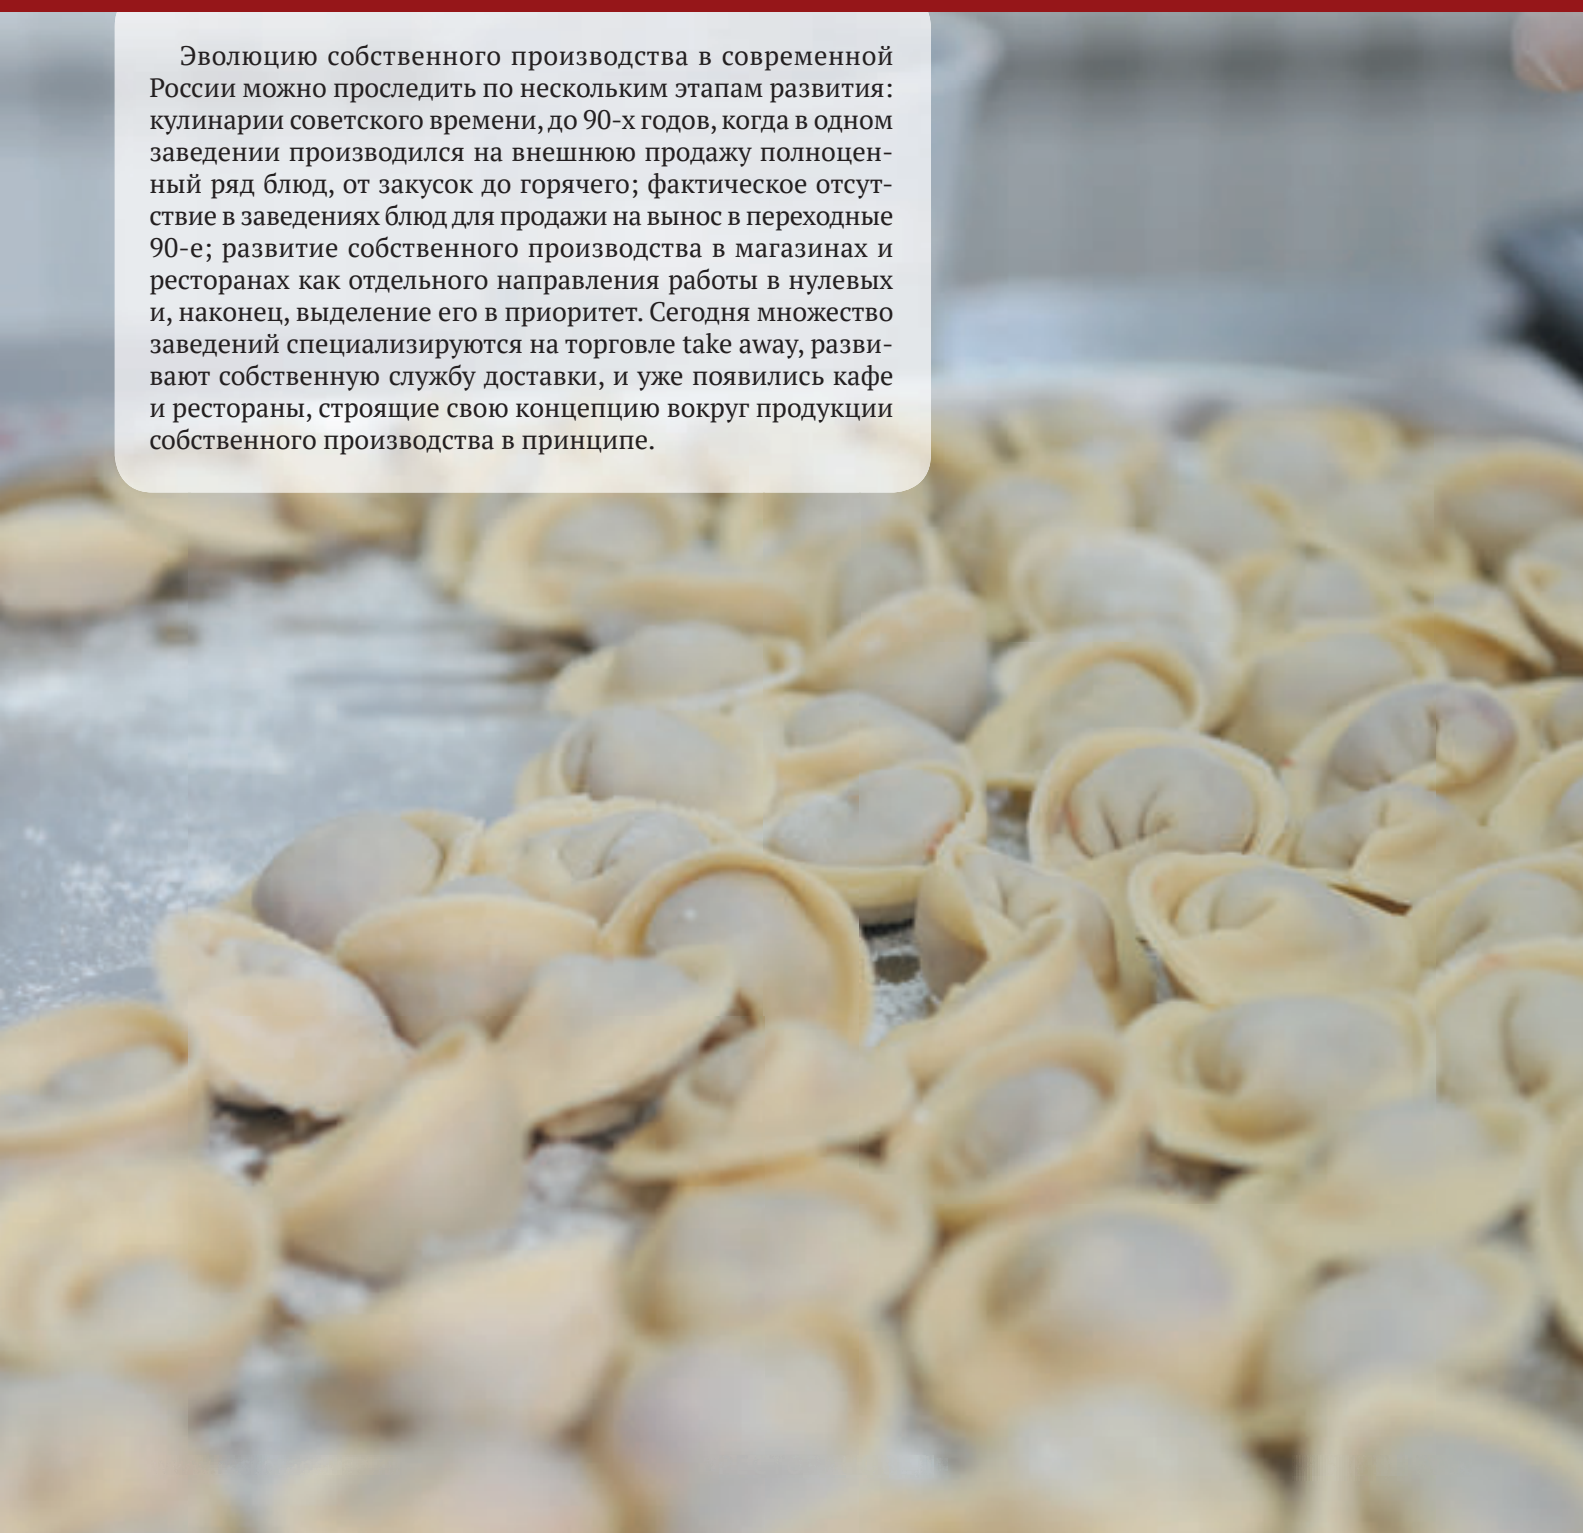 Эволюцию собственного производства в современной
России можно проследить по нескольким этапам развития:
кулинарии советского времени, до 90-х годов, когда в одном
заведении производился на внешнюю продажу полноцен-
ный ряд блюд, от закусок до горячего; фактическое отсут-
ствие в заведениях блюд для продажи на вынос в переходные
90-е; развитие собственного производства в магазинах и
ресторанах как отдельного направления работы в нулевых
и, наконец, выделение его в приоритет. Сегодня множество
заведений специализируются на торговле take away, разви-
вают собственную службу доставки, и уже появились кафе
и рестораны, строящие свою концепцию вокруг продукции
собственного производства в принципе.